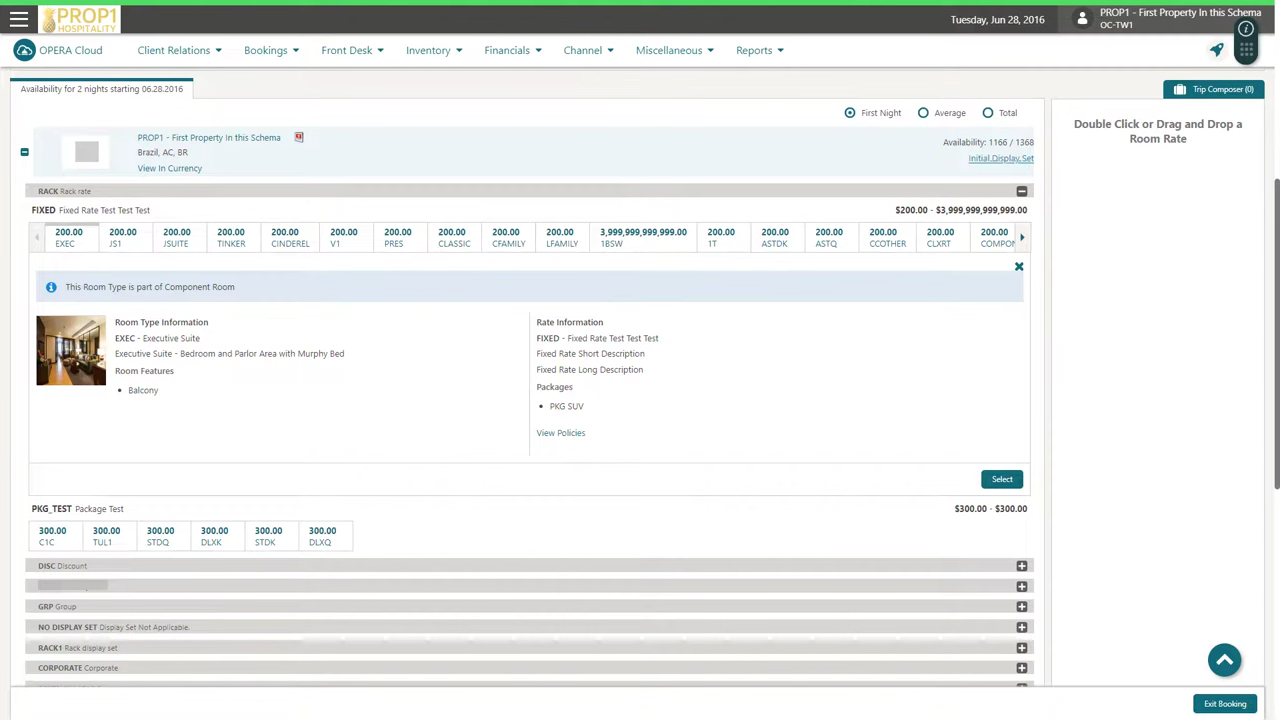 PROP1
HOSPITALITY
Tuesday, Jun 28, 2016
PROP1 - First Property In this Schema
OC-TW1
OPERA Cloud
Client Relations
Bookings
Front Desk
Inventory
Financials
Channel
Miscellaneous
Reports
Availability for 2 nights starting 06.28.2016
Trip Composer (0)
First Night
Average
Total
Double Click or Drag and Drop a
Room Rate
PROP1 - First Property In this Schema
Brazil, AC, BR
View In Currency
Availability: 1166 / 1368
Initial Display Set
RACK Rack rate
FIXED Fixed Rate Test Test Test
$200.00 - $3,999,999,999,999.00
200.00 200.00 200.00 200.00 200.00 200.00 200.00 200.00 200.00 200.00 3,999,999,999,999.00 200.00 200.00 200.00 200.00 200.00 200.00
EXEC JS1 JSUITE TINKER CINDEREL V1 PRES CLASSIC CFAMILY LFAMILY 1BSW 1T ASTDK ASTQ CCOTHER CLXRT COMPON
This Room Type is part of Component Room
Room Type Information
EXEC - Executive Suite
Executive Suite - Bedroom and Parlor Area with Murphy Bed
Room Features
Balcony
Rate Information
FIXED - Fixed Rate Test Test Test
Fixed Rate Short Description
Fixed Rate Long Description
Packages
PKG SUV
View Policies
Select
PKG_TEST Package Test
$300.00 - $300.00
300.00 300.00 300.00 300.00 300.00 300.00
C1C TUL1 STDQ DLXK STDK DLXQ
DISC Discount
GRP Group
NO DISPLAY SET Display Set Not Applicable.
RACK1 Rack display set
CORPORATE Corporate
Exit Booking